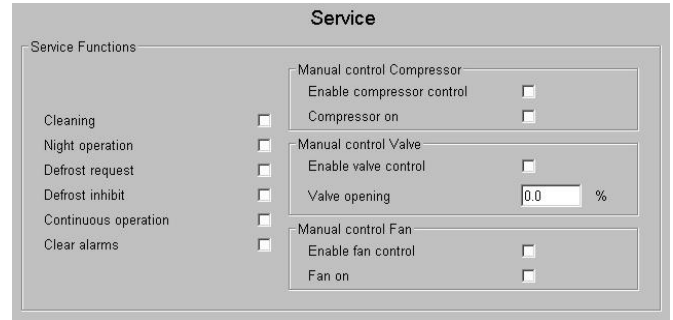 Service
Service Functions
Cleaning
Night operation
Defrost request
Defrost inhibit
Continuous operation
Clear alarms
Manual control Compressor
Enable compressor control
Compressor on
Manual control Valve
Enable valve control
Valve opening 0.0 %
Manual control Fan
Enable fan control
Fan on